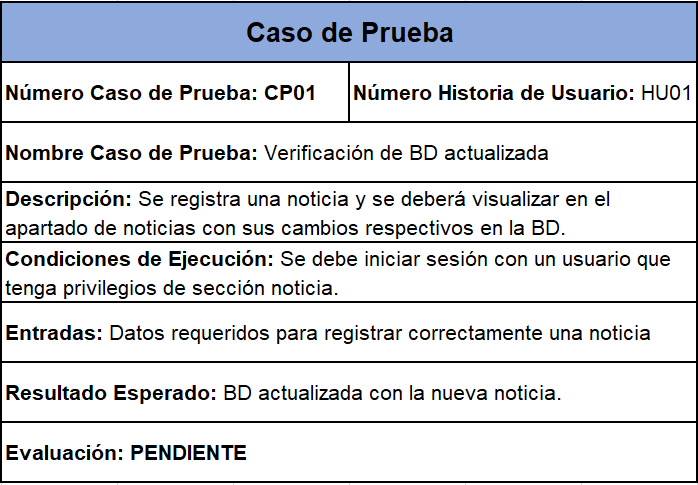 Caso de Prueba
Número Caso de Prueba: CP01
Número Historia de Usuario: HU01
Nombre Caso de Prueba: Verificación de BD actualizada
Descripción: Se registra una noticia y se deberá visualizar en el
apartado de noticias con sus cambios respectivos en la BD.
Condiciones de Ejecución: Se debe iniciar sesión con un usuario que
tenga privilegios de sección noticia.
Entradas: Datos requeridos para registrar correctamente una noticia
Resultado Esperado: BD actualizada con la nueva noticia.
Evaluación: PENDIENTE